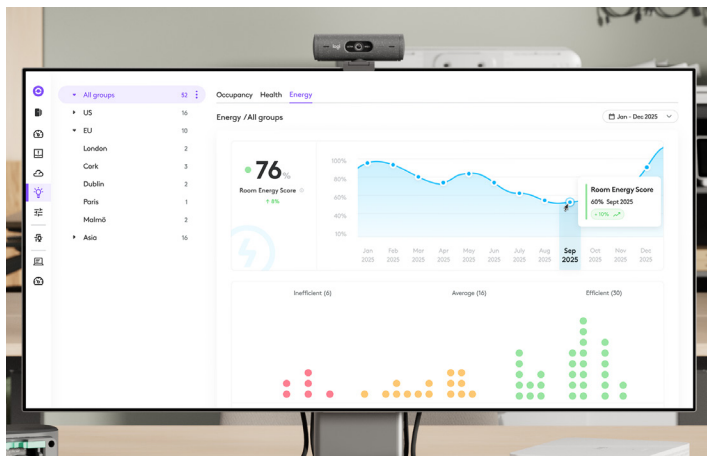 logi
Occupancy Health Energy
All groups 52
US 16
EU 10
London 2
Cork 3
Dublin 2
Paris 1
Malmö 2
Asia 16
Energy /All groups
Jan - Dec 2025
76%
Room Energy Score
↑ 8%
100%
80%
60%
40%
10%
Room Energy Score
60% Sept 2025
+ 10%
Jan 2025
Feb 2025
Mar 2025
Apr 2025
May 2025
Jun 2025
July 2025
Aug 2025
Sep 2025
Oct 2025
Nov 2025
Dec 2025
Inefficient (6)
Average (16)
Efficient (30)